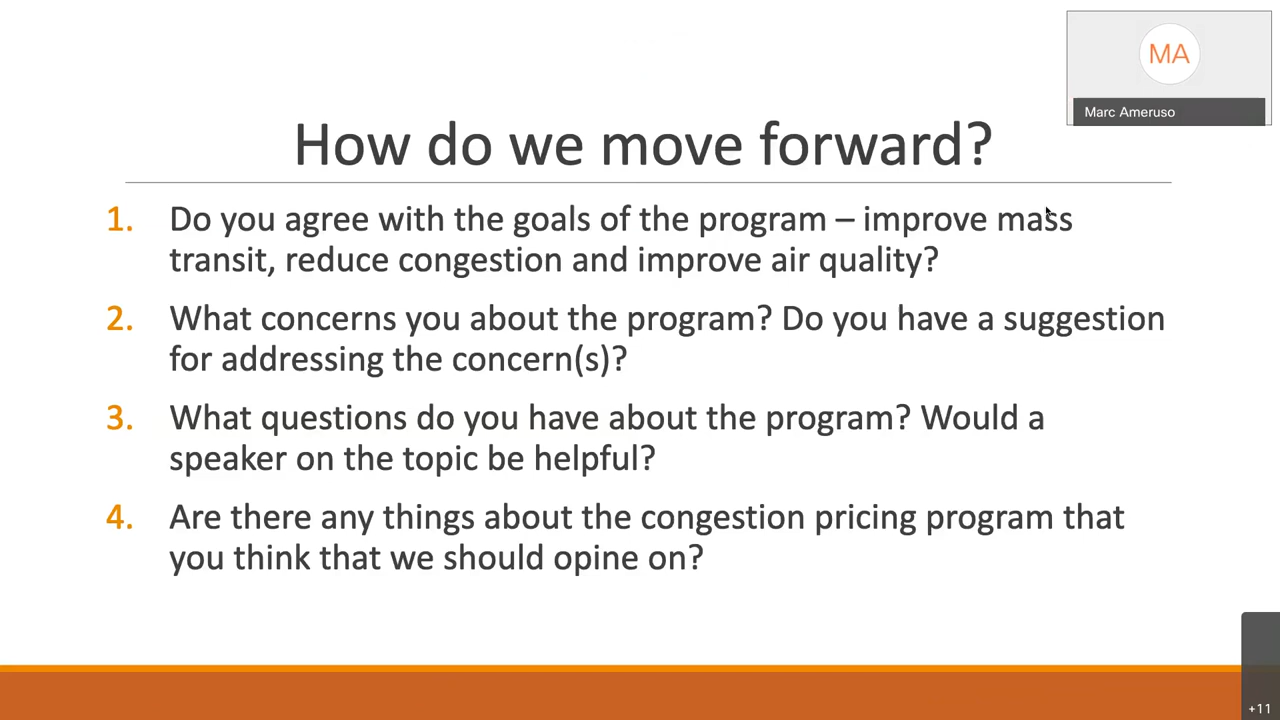 MA
Marc Ameruso
How do we move forward?
1. Do you agree with the goals of the program – improve mass
transit, reduce congestion and improve air quality?
2. What concerns you about the program? Do you have a suggestion
for addressing the concern(s)?
3. What questions do you have about the program? Would a
speaker on the topic be helpful?
4. Are there any things about the congestion pricing program that
you think that we should opine on?
+11